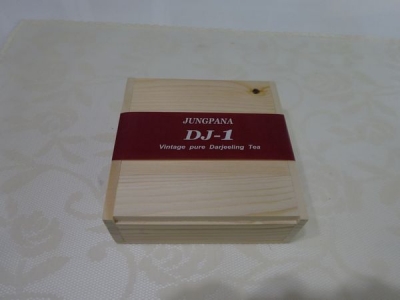 JUNGPANA
DJ-1
Vintage pure Darjeeling Tea